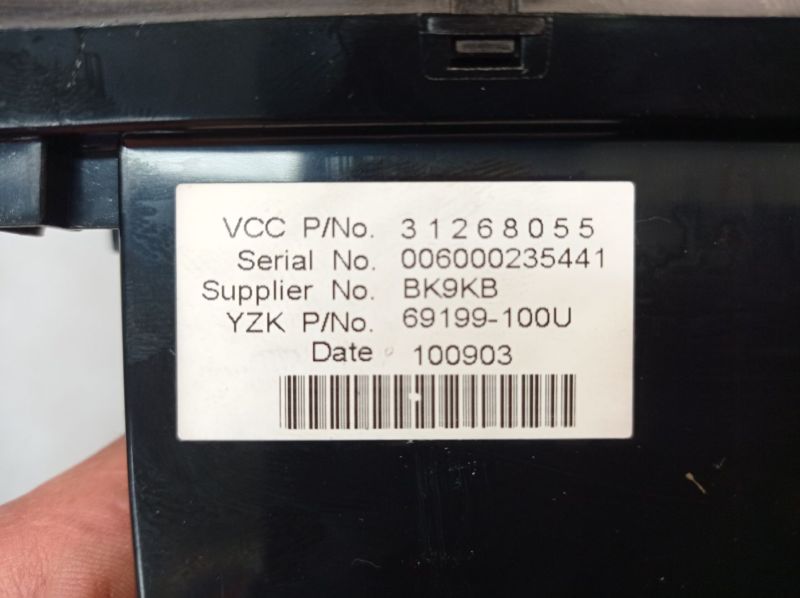 VCC P/No. 31268055
Serial No. 006000235441
Supplier No. BK9KB
YZK P/No. 69199-100U
Date 100903